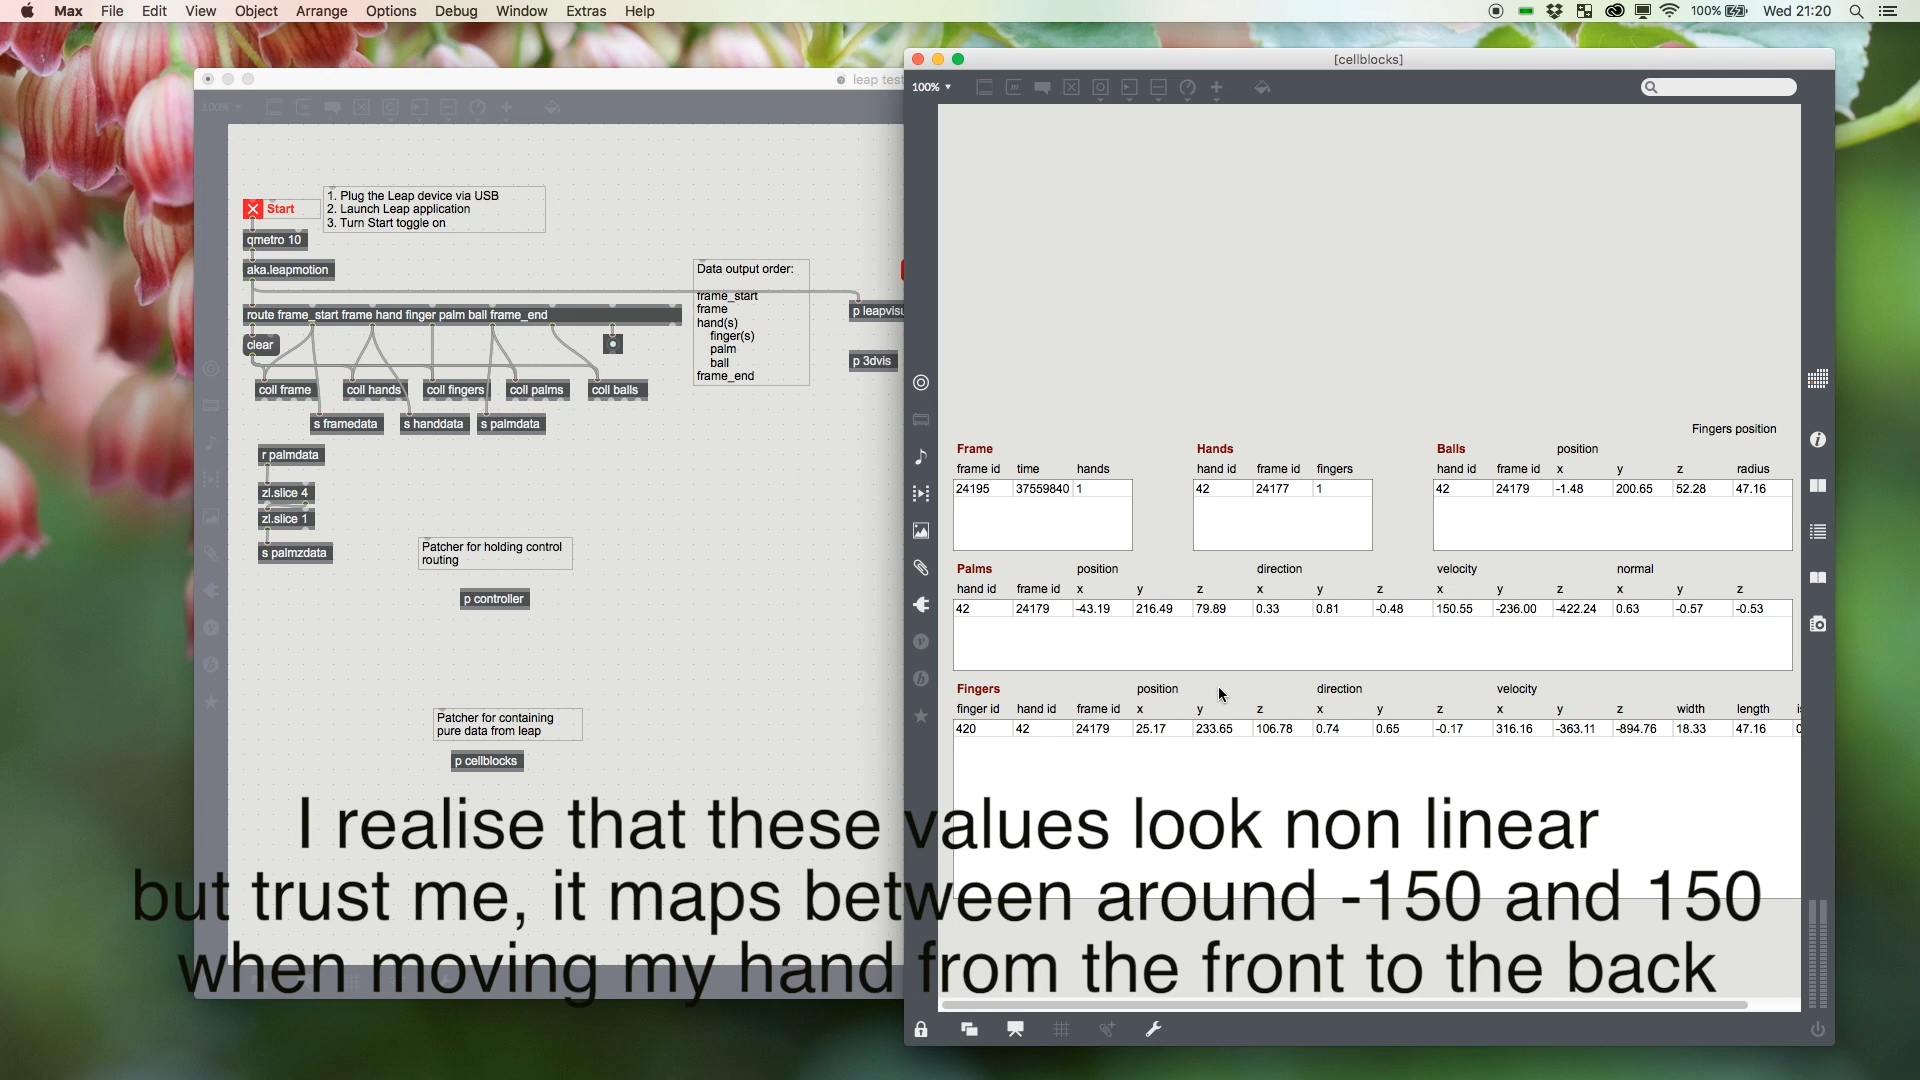 Max File Edit View Object Arrange Options Debug Window Extras Help 100% Wed 21:20
leap test
[cellblocks]
100%
100%
Start
1. Plug the Leap device via USB
2. Launch Leap application
3. Turn Start toggle on
qmetro 10
aka.leapmotion
route frame_start frame hand finger palm ball frame_end
clear
coll frame coll hands coll fingers coll palms coll balls
s framedata s handdata s palmdata
Data output order:
frame_start
frame
hand(s)
finger(s)
palm
ball
frame_end
p leapvisu
p 3dvis
r palmdata
zl.slice 4
zl.slice 1
s palmzdata
Patcher for holding control
routing
p controller
Patcher for containing
pure data from leap
p cellblocks
Fingers position
Frame
frame id time hands
24195 37559840 1
Hands
hand id frame id fingers
42 24177 1
Balls position
hand id frame id x y z radius
42 24179 -1.48 200.65 52.28 47.16
Palms position direction velocity normal
hand id frame id x y z x y z x y z x y z
42 24179 -43.19 216.49 79.89 0.33 0.81 -0.48 150.55 -236.00 -422.24 0.63 -0.57 -0.53
Fingers position direction velocity
finger id hand id frame id x y z x y z x y z width length
420 42 24179 25.17 233.65 106.78 0.74 0.65 -0.17 316.16 -363.11 -894.76 18.33 47.16
I realise that these values look non linear
but trust me, it maps between around -150 and 150
when moving my hand from the front to the back